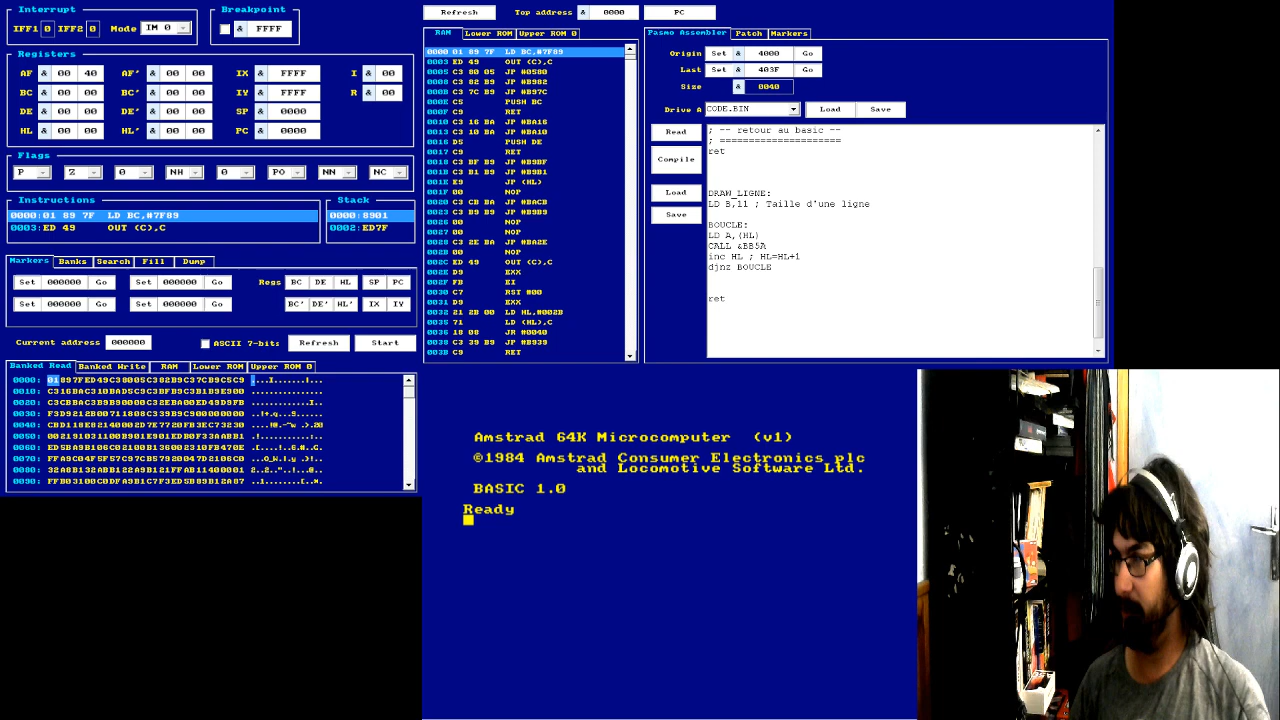 Interrupt
IFF1 0 IFF2 0 Mode IM 0
Breakpoint
& FFFF
Registers
AF & 00 40 AF' & 00 00 IX & FFFF I & 00
BC & 00 00 BC' & 00 00 IY & FFFF R & 00
DE & 00 00 DE' & 00 00 SP & 0000
HL & 00 00 HL' & 00 00 PC & 0000
Flags
P Z 0 NH 0 PO NN NC
Instructions
0000:01 89 7F LD BC,#7F89
0003:ED 49 OUT (C),C
Stack
0000:8901
0002:ED7F
Markers Banks Search Fill Dump
Set 000000 Go Set 000000 Go Regs BC DE HL SP PC
Set 000000 Go Set 000000 Go BC' DE' HL' IX IY
Current address 000000 ASCII 7-bits Refresh Start
Banked Read Banked Write RAM Lower ROM Upper ROM 0
0000: 01897FED49C38005C382B9C37CB9C5C9
0010: C316BAC310BAD5C9C3BFB9C3B1B9E900
0020: C3CBBAC3B9B90000C32EBA00ED49D9FB
0030: F3D9212B00711808C339B9C900000000
0040:
0050:
0060:
0070:
0080:
0090:
Refresh Top address & 0000 PC
RAM Lower ROM Upper ROM 0
0000 01 89 7F LD BC,#7F89
0003 ED 49 OUT (C),C
0005 C3 80 05 JP #0580
0008 C3 82 B9 JP #B982
000B C3 7C B9 JP #B97C
000E C5 PUSH BC
000F C9 RET
0010 C3 16 BA JP #BA16
0013 C3 10 BA JP #BA10
0016 D5 PUSH DE
0017 C9 RET
0018 C3 BF B9 JP #B9BF
001B C3 B1 B9 JP #B9B1
001E E9 JP (HL)
001F 00 NOP
0020 C3 CB BA JP #BACB
0023 C3 B9 B9 JP #B9B9
0026 00 NOP
0027 00 NOP
0028 C3 2E BA JP #BA2E
002B 00 NOP
002C ED 49 OUT (C),C
002E D9 EXX
002F FB EI
0030 C7 RST #00
0031 D9 EXX
0032 21 2B 00 LD HL,#002B
0035 71 LD (HL),C
0036 18 08 JR #0040
0038 C3 39 B9 JP #B939
003B C9 RET
Pasmo Assembler Patch Markers
Origin Set & 4000 Go
Last Set & 403F Go
Size & 0040
Drive A CODE.BIN Load Save
Read
Compile
Load
Save
; -- retour au basic --
; =====================
ret
DRAW_LIGNE:
LD B,11 ; Taille d'une ligne
BOUCLE:
LD A,(HL)
CALL &BB5A
inc HL ; HL=HL+1
djnz BOUCLE
ret
Amstrad 64K Microcomputer (v1)
©1984 Amstrad Consumer Electronics plc
and Locomotive Software Ltd.
BASIC 1.0
Ready